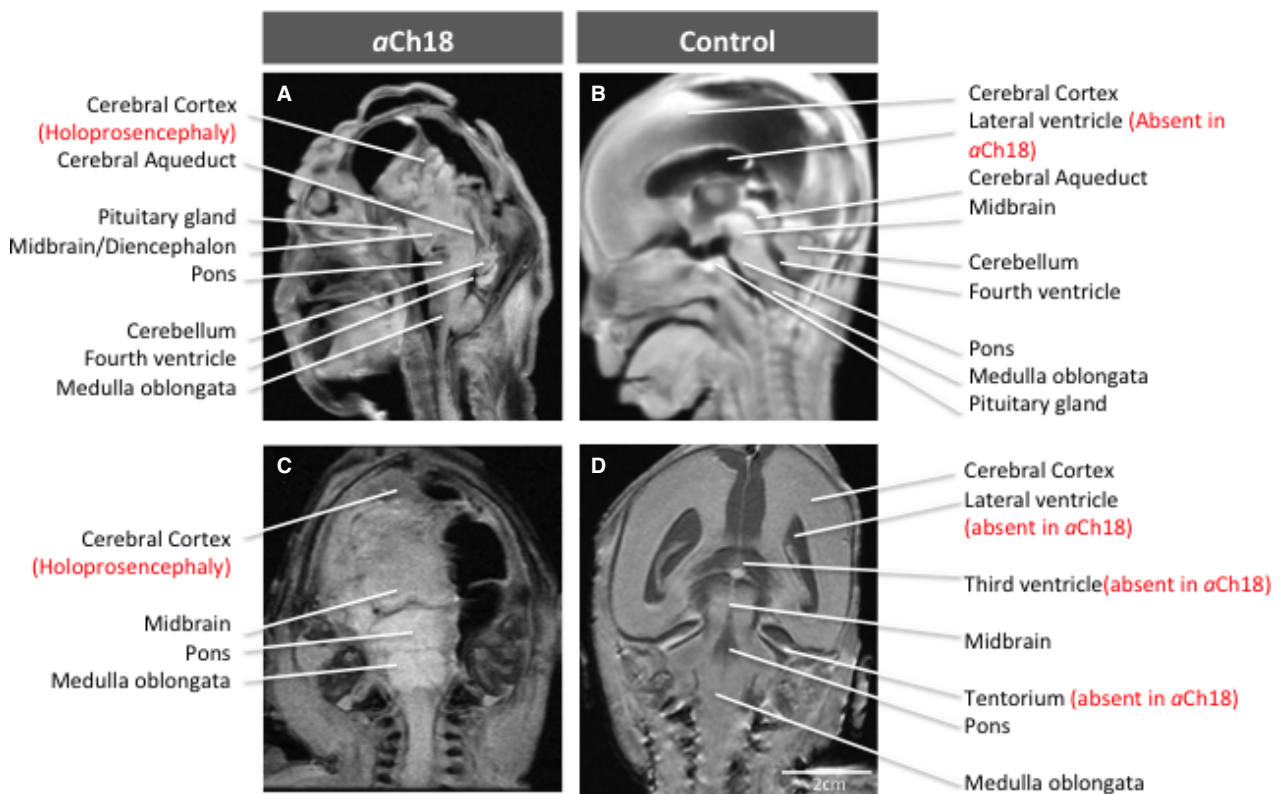 aCh18
Control
A
B
Cerebral Cortex
(Holoprosencephaly)
Cerebral Aqueduct
Pituitary gland
Midbrain/Diencephalon
Pons
Cerebellum
Fourth ventricle
Medulla oblongata
Cerebral Cortex
Lateral ventricle (Absent in
aCh18)
Cerebral Aqueduct
Midbrain
Cerebellum
Fourth ventricle
Pons
Medulla oblongata
Pituitary gland
C
D
Cerebral Cortex
(Holoprosencephaly)
Midbrain
Pons
Medulla oblongata
Cerebral Cortex
Lateral ventricle
(absent in aCh18)
Third ventricle(absent in aCh18)
Midbrain
Tentorium (absent in aCh18)
Pons
Medulla oblongata
2cm